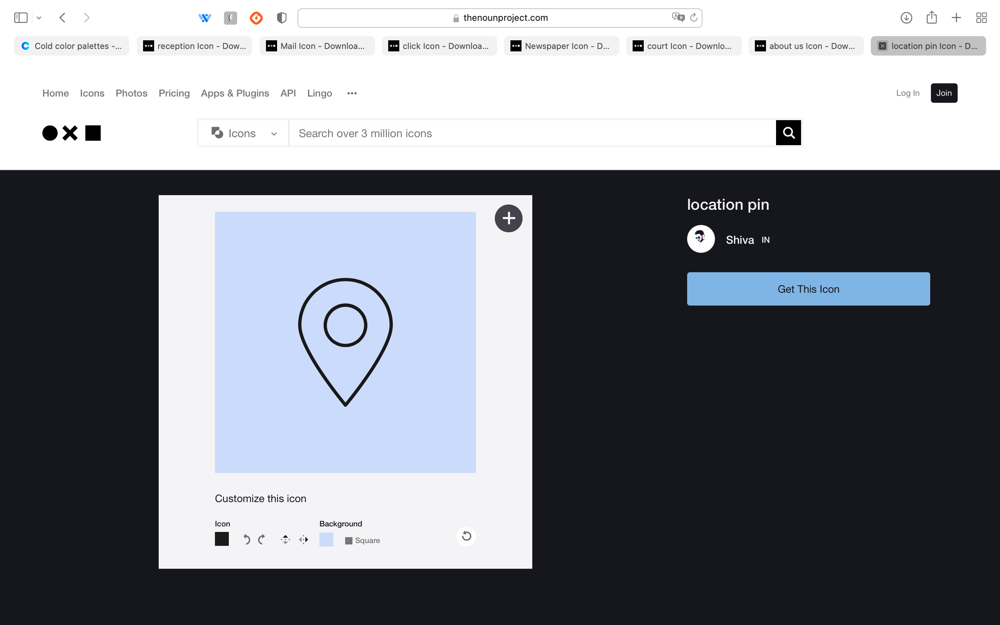 thenounproject.com
Cold color palettes -...
reception Icon - Dow...
Mail Icon - Downloa...
click Icon - Downloa...
Newspaper Icon - D...
court Icon - Downlo...
about us Icon - Dow...
location pin Icon - D...
Home Icons Photos Pricing Apps & Plugins API Lingo •••
Log In Join
Icons Search over 3 million icons
location pin
Shiva IN
Get This Icon
Customize this icon
Icon Background
Square